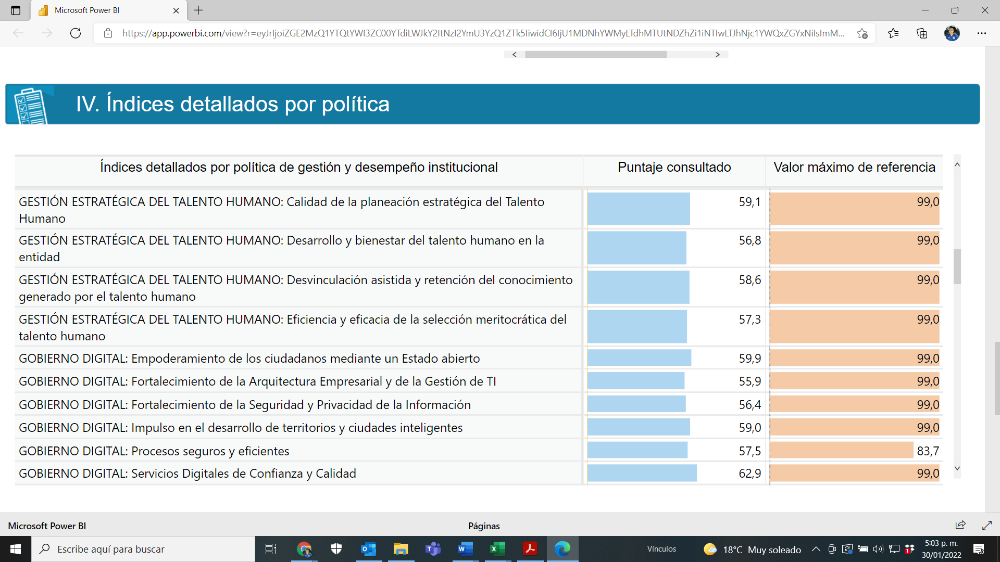 Microsoft Power BI
https://app.powerbi.com/view?r=eyJrIjoiZGE2MzQ1YTQtYWI3ZC00YTdiLWJkY2ItNzI2YmU3YzQ1ZTk5IiwidCI6IjU1MDNhYWMyLTdhMTUtNDZhZi1iNTIwLTJhNjc1YWQxZGYxNiIsImM...
IV. Índices detallados por política
Índices detallados por política de gestión y desempeño institucional Puntaje consultado Valor máximo de referencia
GESTIÓN ESTRATÉGICA DEL TALENTO HUMANO: Calidad de la planeación estratégica del Talento 59,1 99,0
Humano
GESTIÓN ESTRATÉGICA DEL TALENTO HUMANO: Desarrollo y bienestar del talento humano en la 56,8 99,0
entidad
GESTIÓN ESTRATÉGICA DEL TALENTO HUMANO: Desvinculación asistida y retención del conocimiento 58,6 99,0
generado por el talento humano
GESTIÓN ESTRATÉGICA DEL TALENTO HUMANO: Eficiencia y eficacia de la selección meritocrática del 57,3 99,0
talento humano
GOBIERNO DIGITAL: Empoderamiento de los ciudadanos mediante un Estado abierto 59,9 99,0
GOBIERNO DIGITAL: Fortalecimiento de la Arquitectura Empresarial y de la Gestión de TI 55,9 99,0
GOBIERNO DIGITAL: Fortalecimiento de la Seguridad y Privacidad de la Información 56,4 99,0
GOBIERNO DIGITAL: Impulso en el desarrollo de territorios y ciudades inteligentes 59,0 99,0
GOBIERNO DIGITAL: Procesos seguros y eficientes 57,5 83,7
GOBIERNO DIGITAL: Servicios Digitales de Confianza y Calidad 62,9 99,0
Microsoft Power BI Páginas
Escribe aquí para buscar Vínculos 18°C Muy soleado 5:03 p. m.
30/01/2022